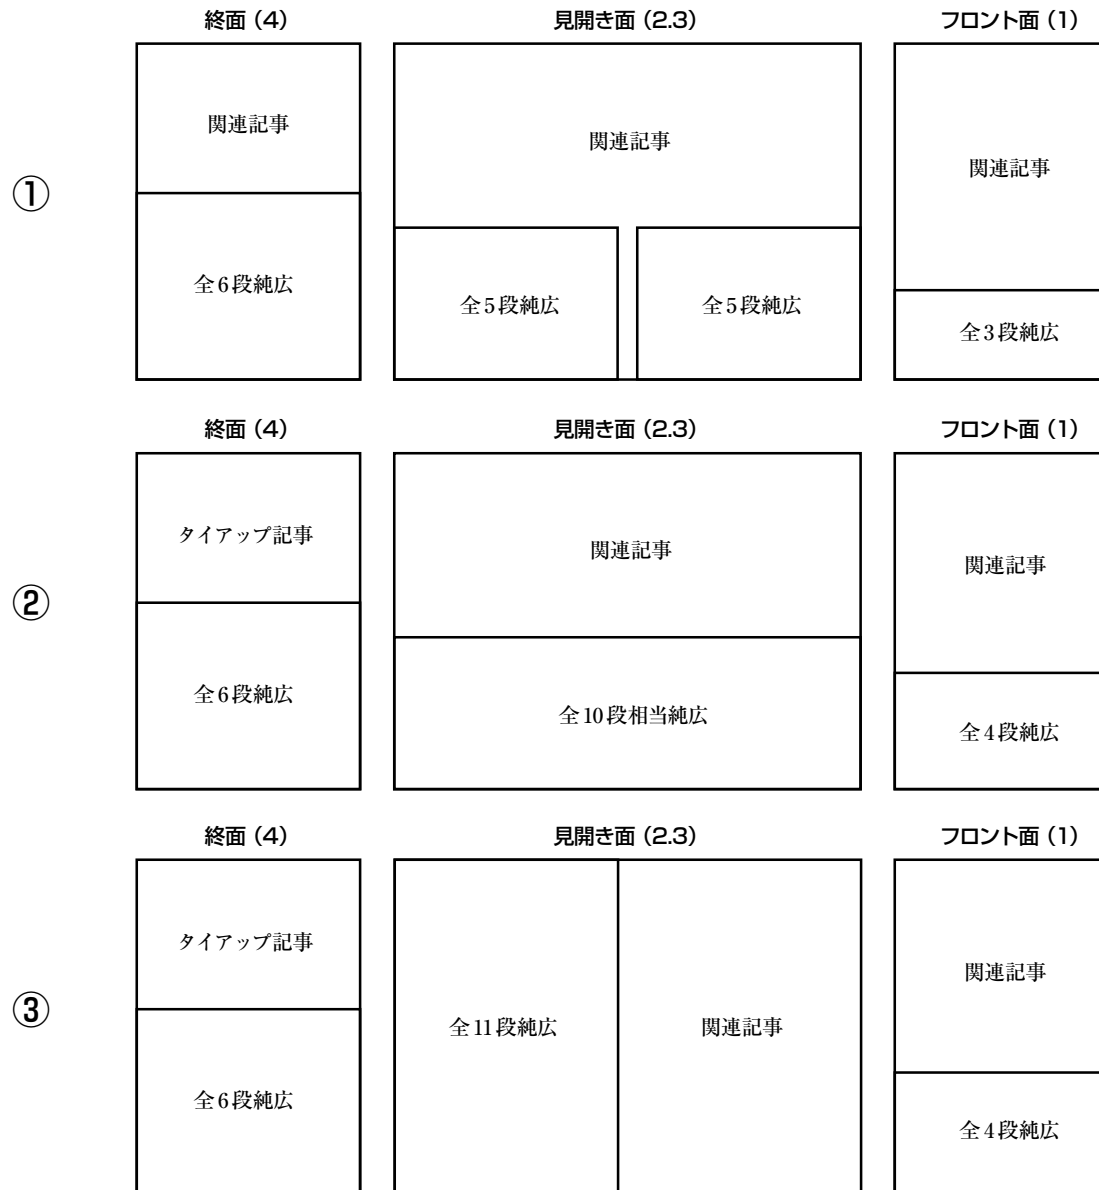 終面（4）
見開き面（2.3）
フロント面（1）
①
関連記事
全6段純広
関連記事
全5段純広
全5段純広
関連記事
全3段純広
終面（4）
見開き面（2.3）
フロント面（1）
②
タイアップ記事
全6段純広
関連記事
全10段相当純広
関連記事
全4段純広
終面（4）
見開き面（2.3）
フロント面（1）
③
タイアップ記事
全6段純広
全11段純広
関連記事
関連記事
全4段純広